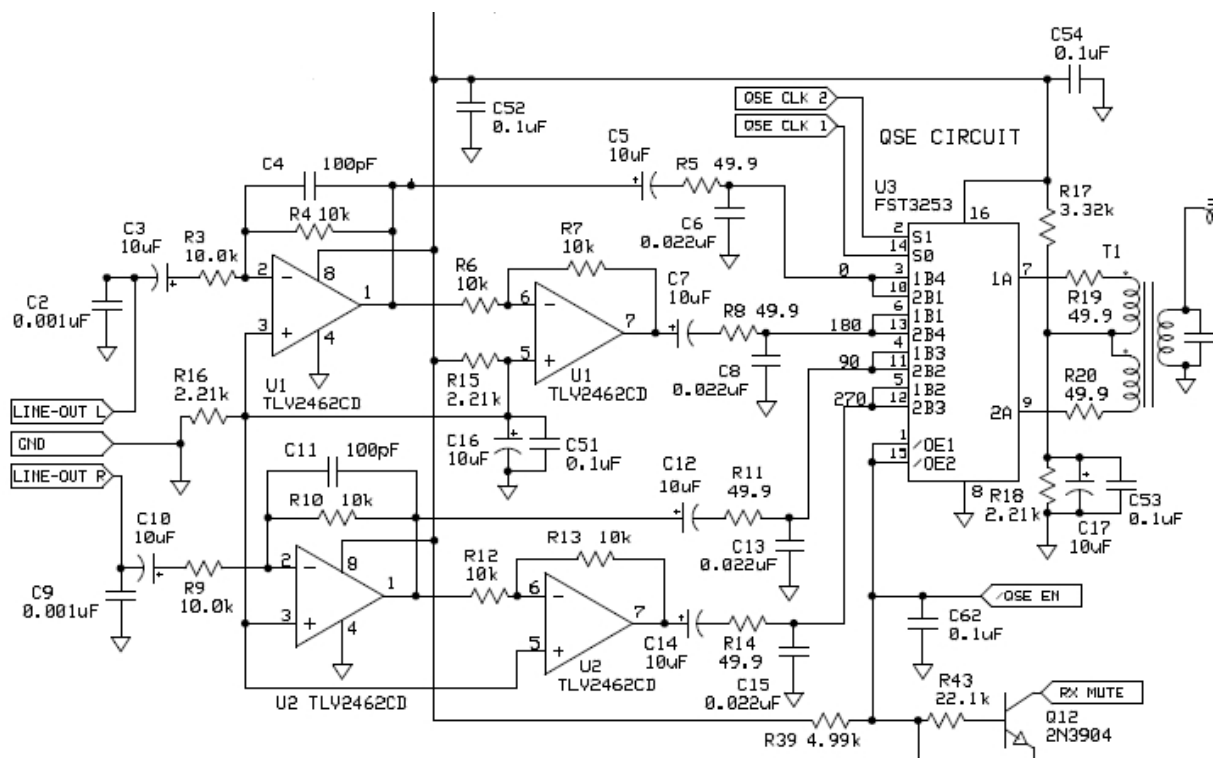 C54
0.1uF
QSE CLK 2
QSE CLK 1
C52
0.1uF
QSE CIRCUIT
C4
100pF
C5
10uF
R5 49.9
U3
FST3253
16
R17
3.32k
R4 10k
C3
10uF
R3
10.0k
C6
0.022uF
R7
10k
2
S1
14
S0
T1
8
2
−
1
3
+
4
R6
10k
C7
10uF
0
3
1B4
10
2B1
1A
7
C2
0.001uF
6
−
7
5
+
R8 49.9
6
1B1
180
13
2B4
R19
49.9
4
1B3
90
11
2B2
U1
TLV2462CD
R15
2.21k
U1
TLV2462CD
C8
0.022uF
5
1B2
270
12
2B3
R20
49.9
R16
2.21k
LINE-OUT L
2A
9
GND
C16
10uF
C51
0.1uF
1
/OE1
15
/OE2
C11
100pF
C12
10uF
R11
49.9
LINE-OUT R
8
R18
2.21k
C17
10uF
C53
0.1uF
R10 10k
C10
10uF
R9
10.0k
C13
0.022uF
R13 10k
2
−
8
1
3
+
4
R12
10k
6
−
7
5
+
C9
0.001uF
/QSE EN
C62
0.1uF
C14
10uF
R14
49.9
U2
TLV2462CD
C15
0.022uF
U2 TLV2462CD
R43
22.1k
RX MUTE
Q12
2N3904
R39 4.99k